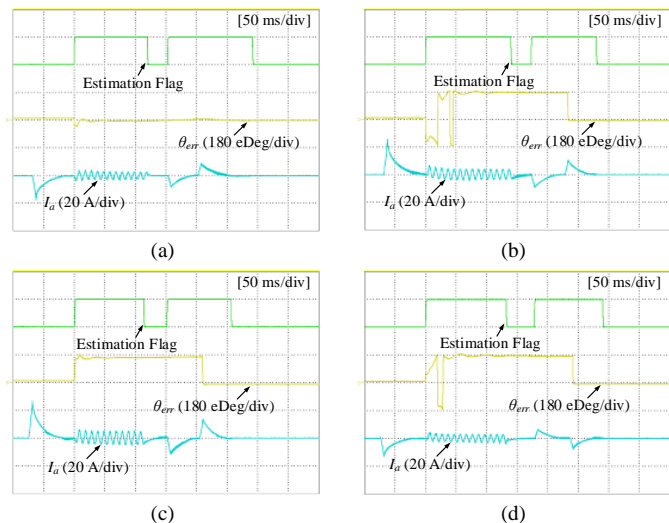 [50 ms/div]
Estimation Flag
θerr (180 eDeg/div)
Ia (20 A/div)
(a)
[50 ms/div]
Estimation Flag
θerr (180 eDeg/div)
Ia (20 A/div)
(b)
[50 ms/div]
Estimation Flag
θerr (180 eDeg/div)
Ia (20 A/div)
(c)
[50 ms/div]
Estimation Flag
θerr (180 eDeg/div)
Ia (20 A/div)
(d)